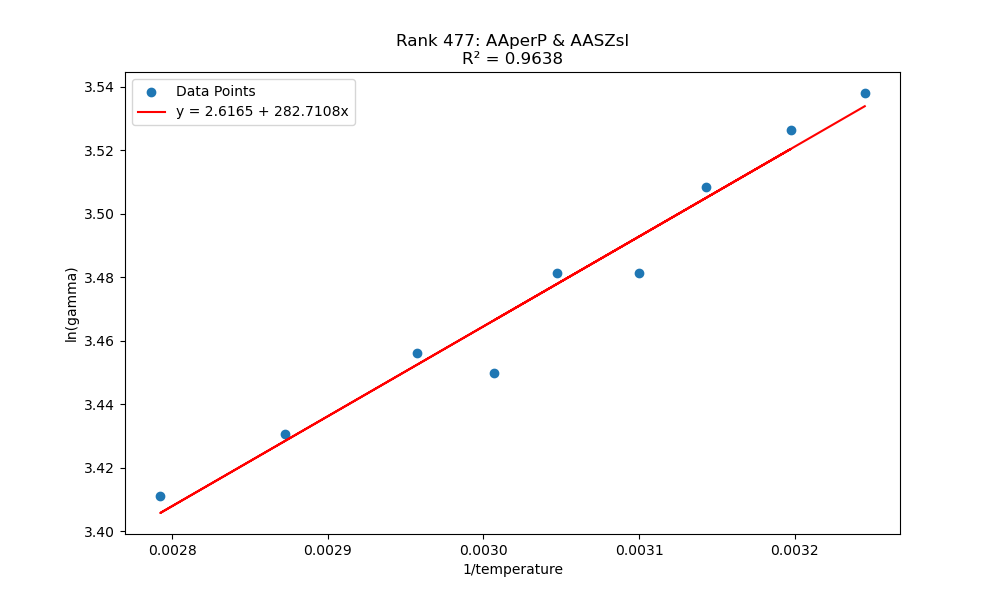 Rank 477: AAperP & AASZsl
R² = 0.9638
Data Points
y = 2.6165 + 282.7108x
3.54
3.52
3.50
3.48
3.46
3.44
3.42
3.40
ln(gamma)
0.0028 0.0029 0.0030 0.0031 0.0032
1/temperature